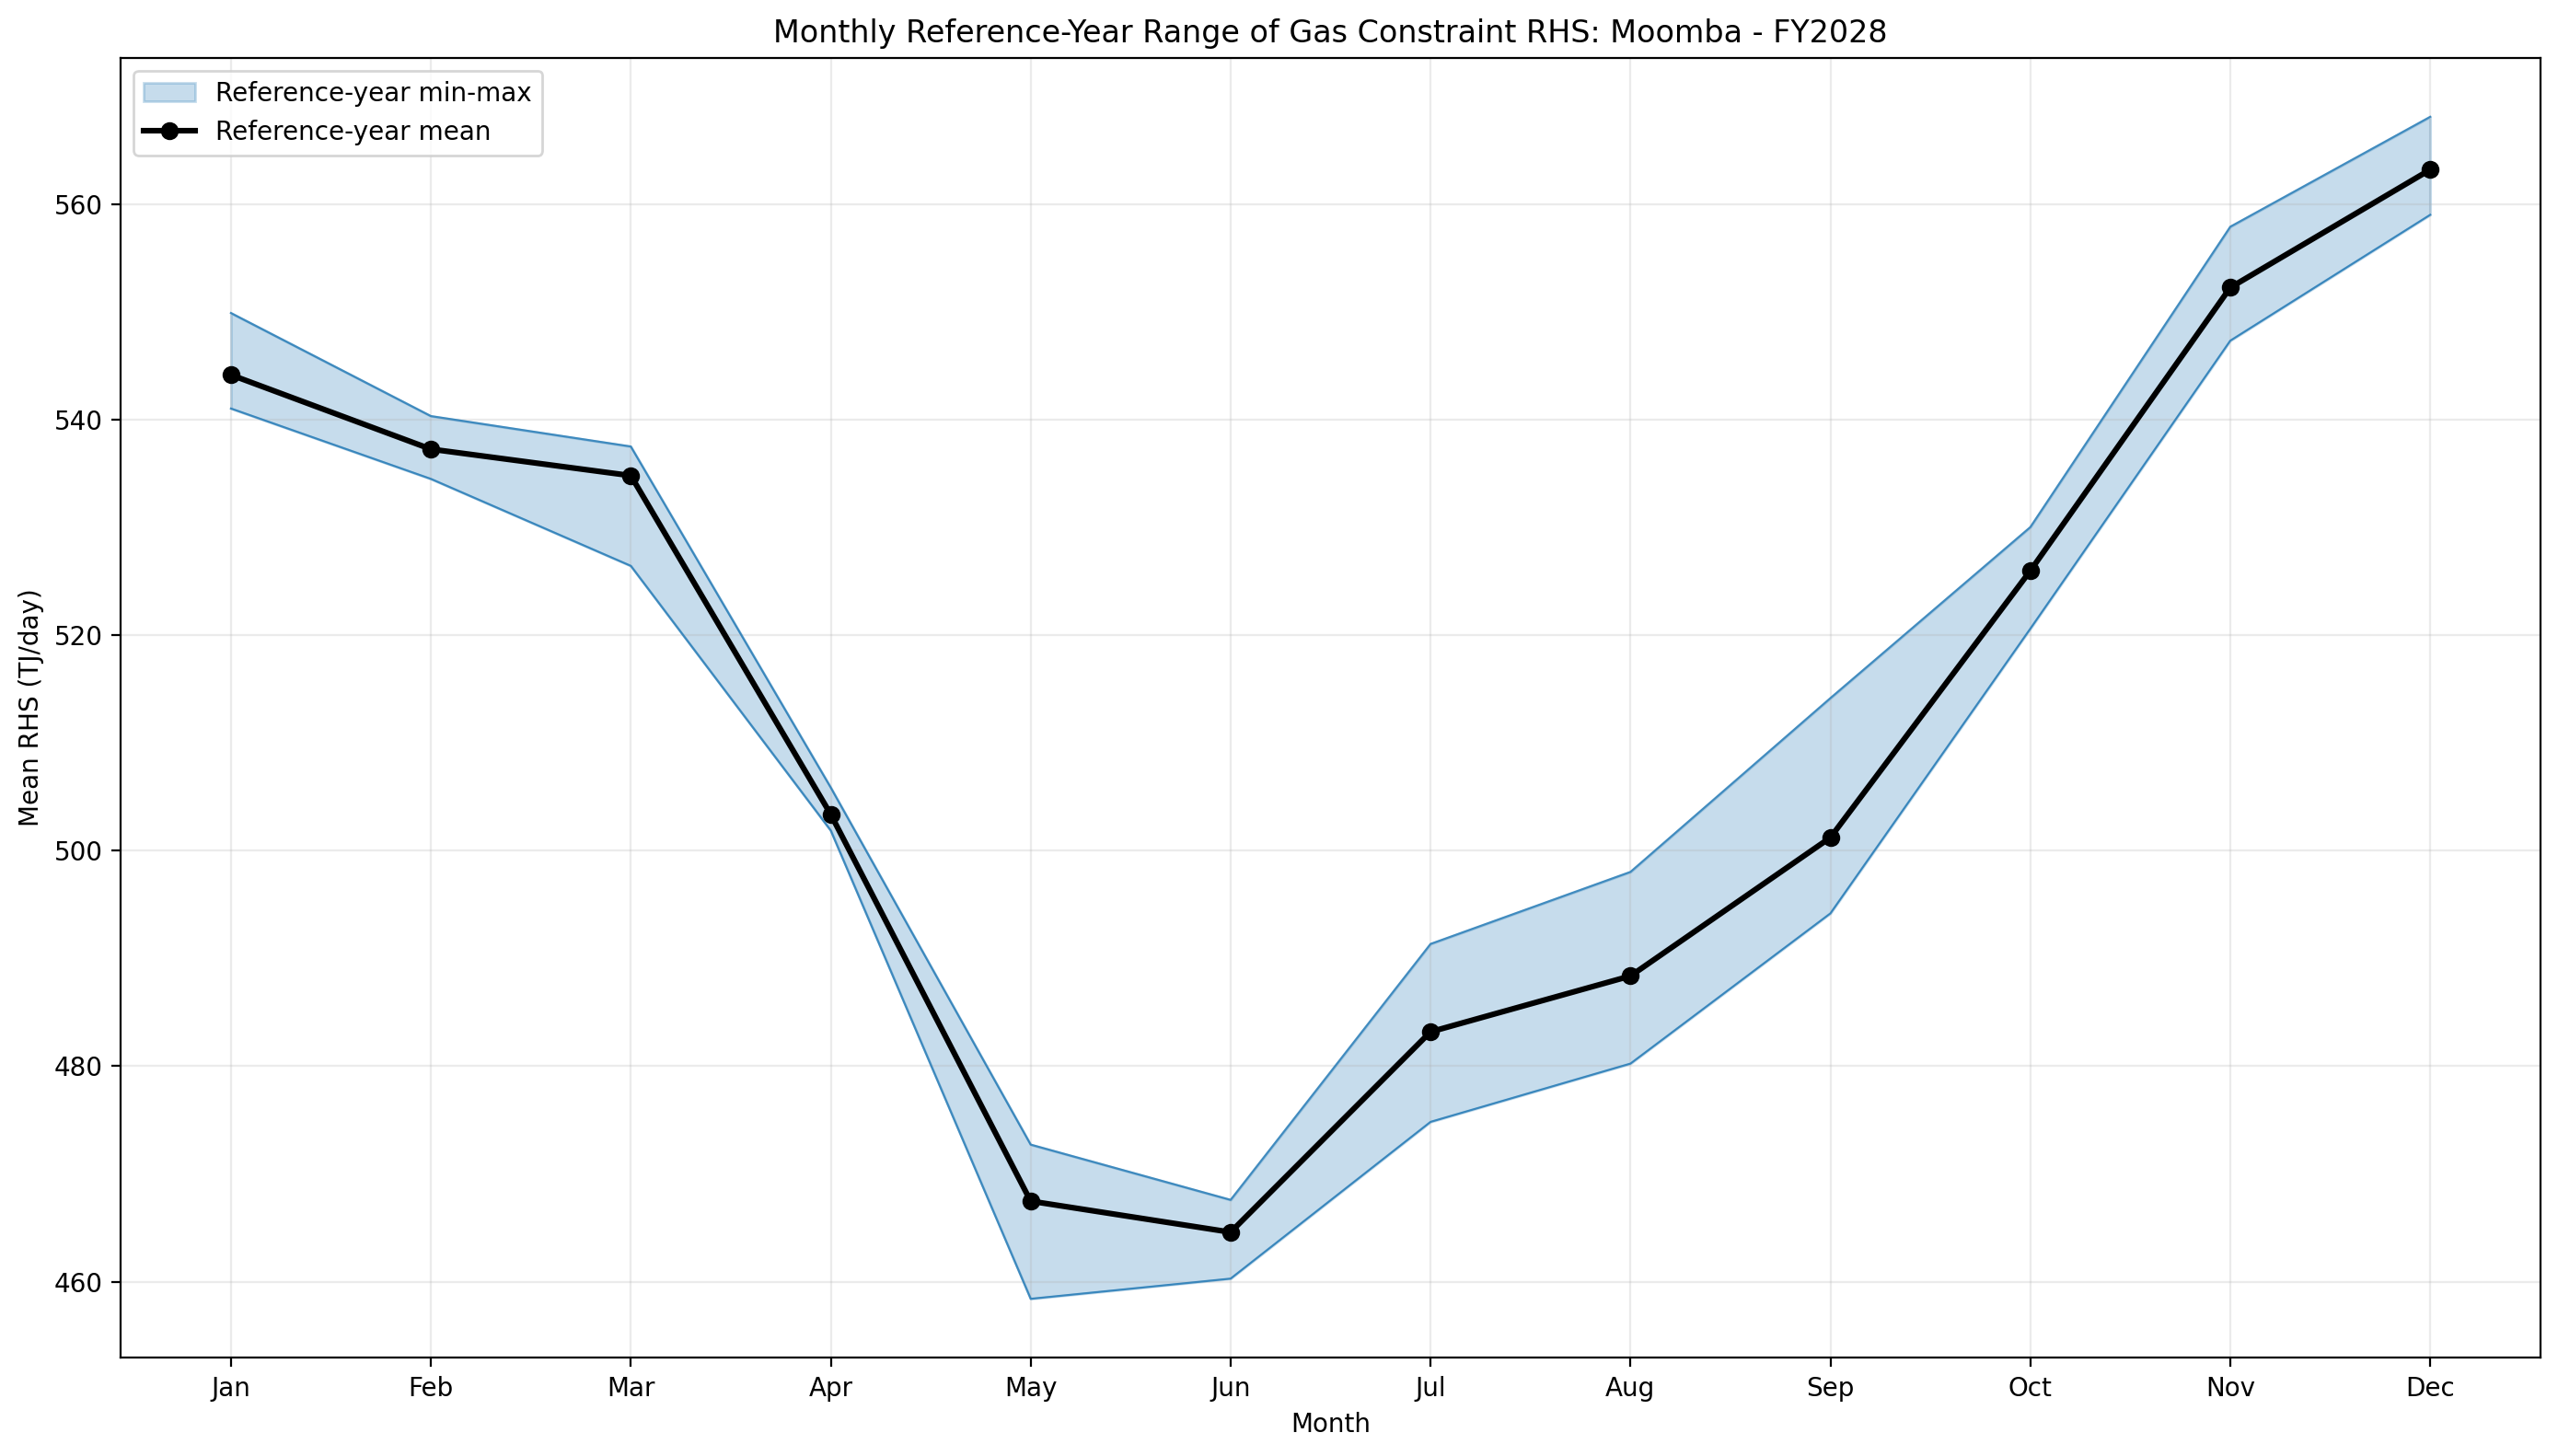 Monthly Reference-Year Range of Gas Constraint RHS: Moomba - FY2028
Reference-year min-max
Reference-year mean
Mean RHS (TJ/day)
560
540
520
500
480
460
Jan Feb Mar Apr May Jun Jul Aug Sep Oct Nov Dec
Month